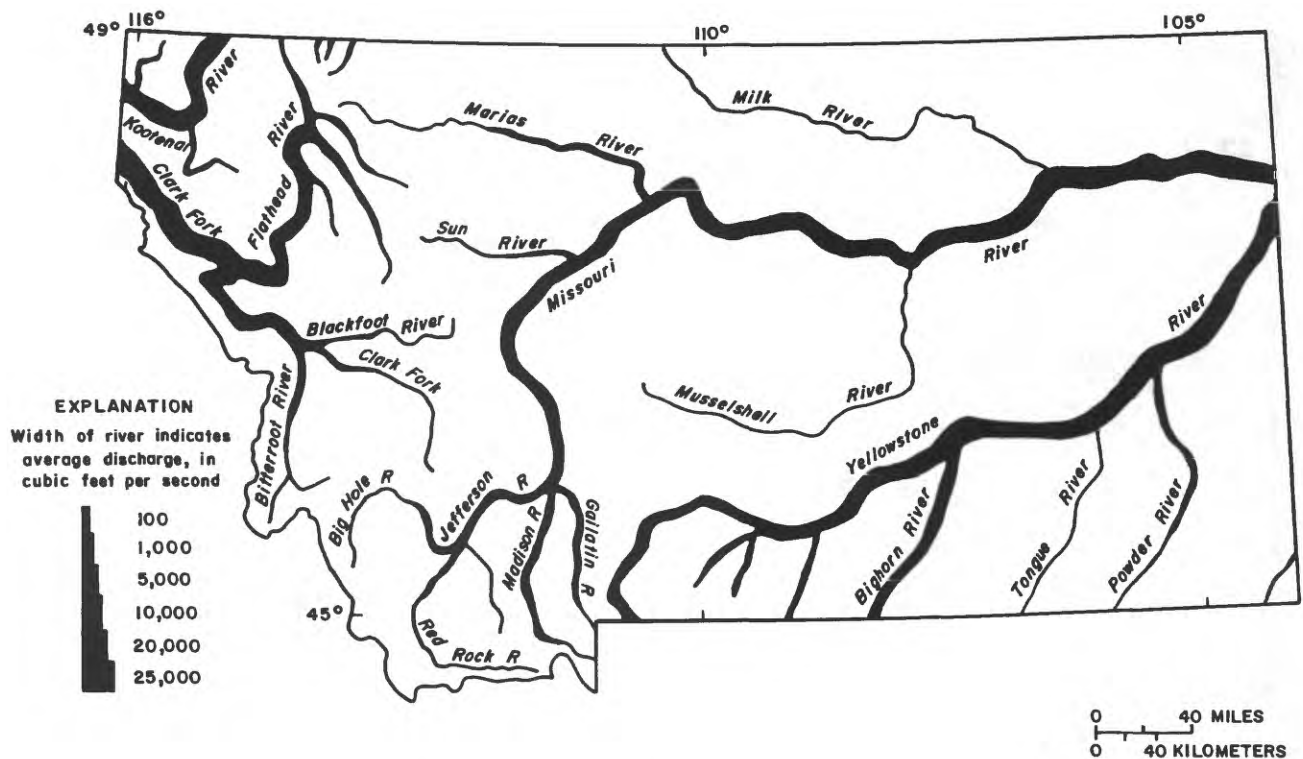 49° 116° 110° 105°
Kootenai River
Clark Fork
Flathead River
Marias River
Milk River
Sun River
Missouri River
Blackfoot River
Clark Fork
Bitterroot River
Musselshell River
Yellowstone River
Big Hole R
Jefferson R
Madison R
Gallatin R
Red Rock R
Bighorn River
Tongue River
Powder River
45°
EXPLANATION
Width of river indicates
average discharge, in
cubic feet per second
100
1,000
5,000
10,000
20,000
25,000
0 40 MILES
0 40 KILOMETERS